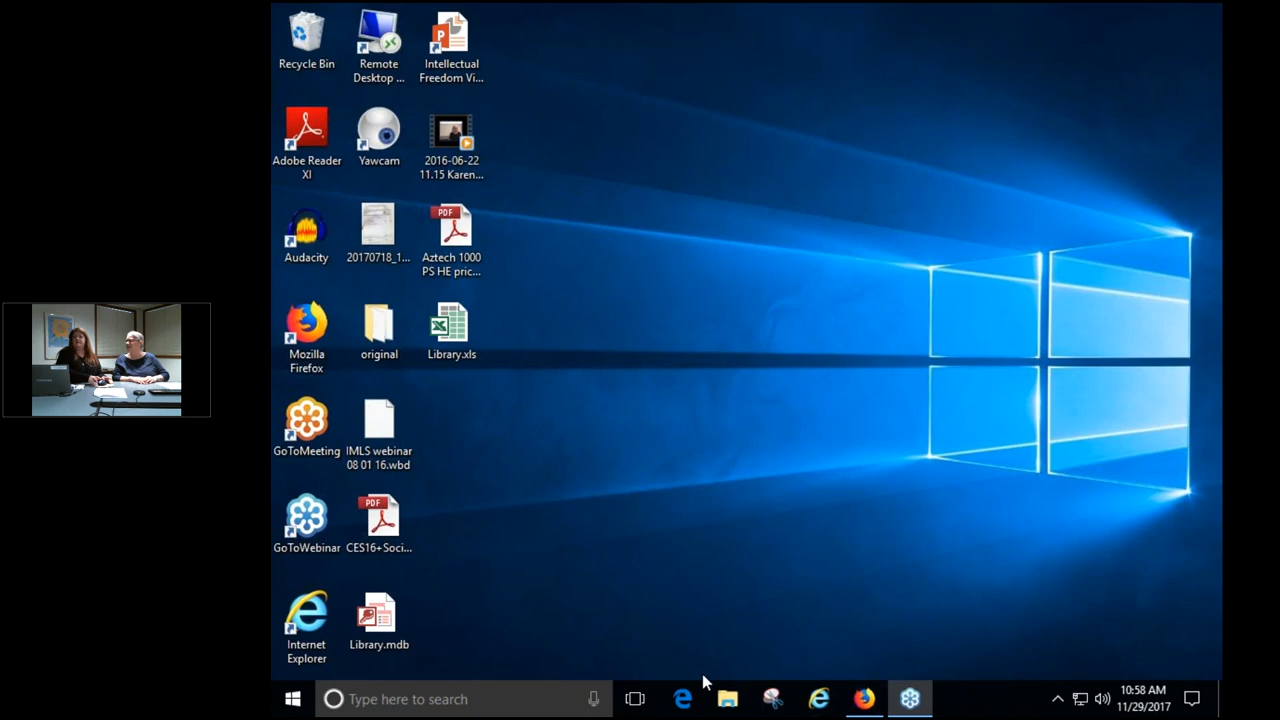 Recycle Bin
Remote
Desktop ...
Intellectual
Freedom Vi...
Adobe Reader
XI
Yawcam
2016-06-22
11.15 Karen...
Audacity
20170718_1...
PDF
Aztech 1000
PS HE pric...
Mozilla
Firefox
original
Library.xls
GoToMeeting
IMLS webinar
08 01 16.wbd
GoToWebinar
PDF
CES16+Soci...
Internet
Explorer
Library.mdb
Type here to search
10:58 AM
11/29/2017